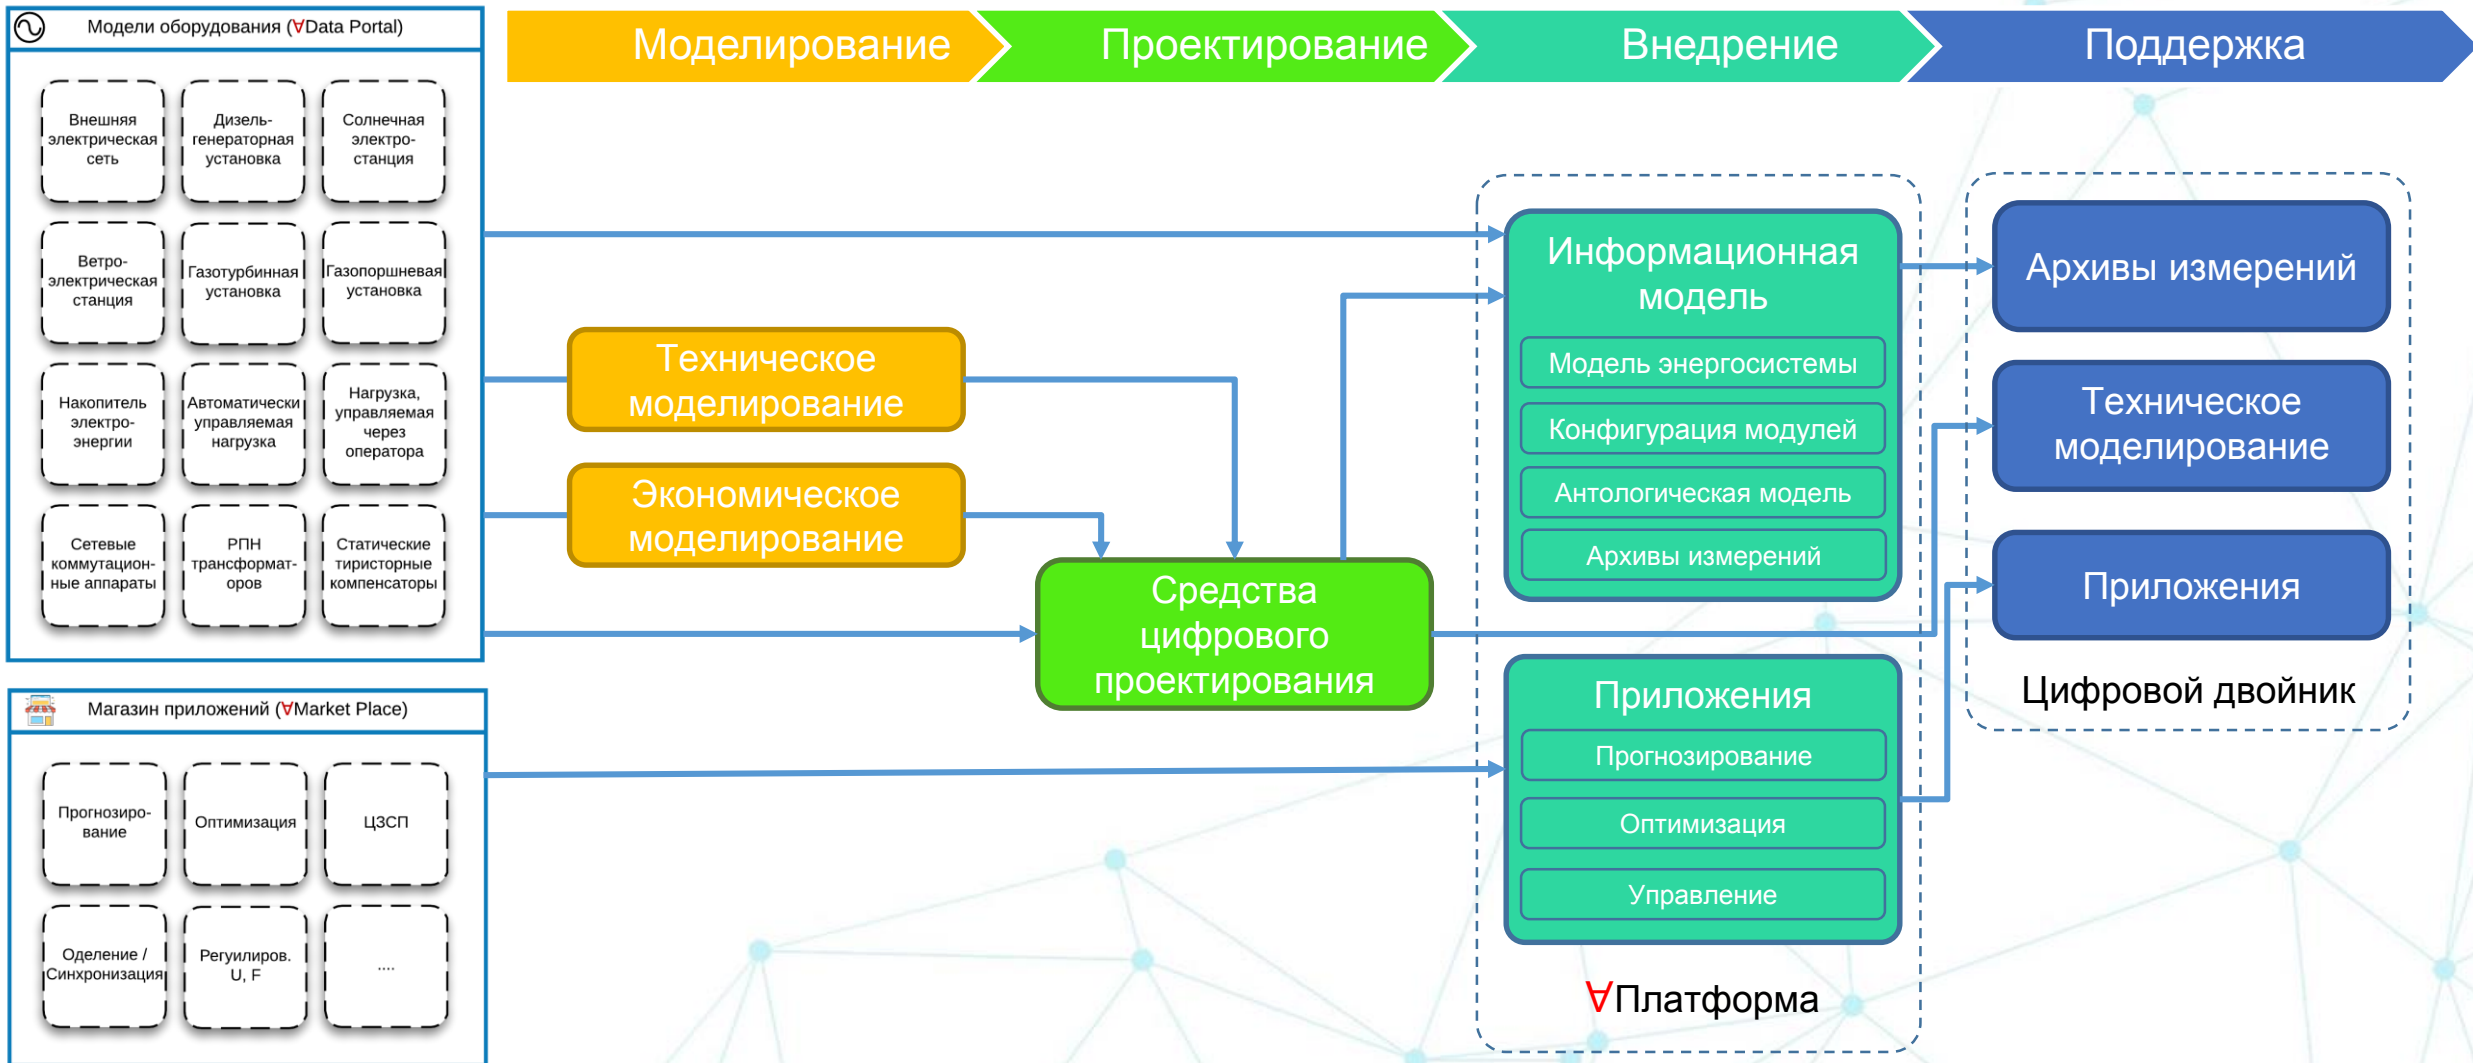 Модели оборудования (∀Data Portal)
Внешняя
электрическая
сеть
Дизель-
генераторная
установка
Солнечная
электро-
станция
Ветро-
электрическая
станция
Газотурбинная
установка
Газопоршневая
установка
Накопитель
электро-
энергии
Автоматически
управляемая
нагрузка
Нагрузка,
управляемая
через
оператора
Сетевые
коммутацион-
ные аппараты
РПН
трансформат-
оров
Статические
тиристорные
компенсаторы
Магазин приложений (∀Market Place)
Прогнозиро-
вание
Оптимизация
ЦЗСП
Оделение /
Синхронизация
Регуилиров.
U, F
....
Моделирование
Проектирование
Внедрение
Поддержка
Техническое
моделирование
Экономическое
моделирование
Средства
цифрового
проектирования
Информационная
модель
Модель энергосистемы
Конфигурация модулей
Антологическая модель
Архивы измерений
Приложения
Прогнозирование
Оптимизация
Управление
∀Платформа
Архивы измерений
Техническое
моделирование
Приложения
Цифровой двойник